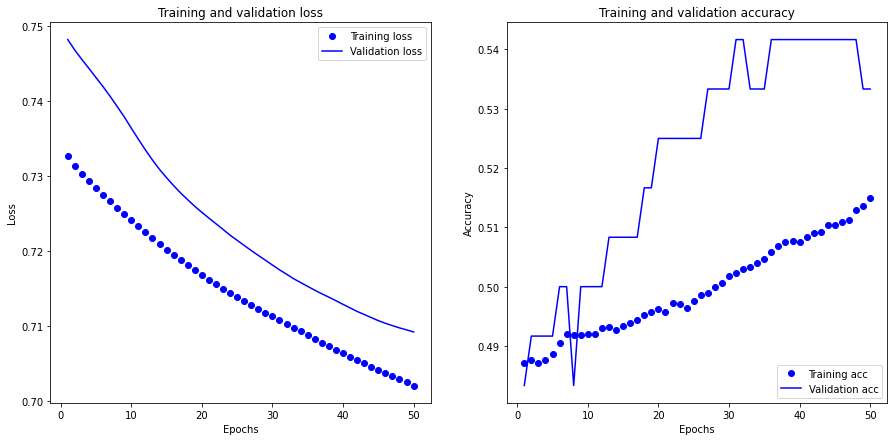 Training and validation loss
Training loss
Validation loss
0.75
0.74
0.73
0.72
0.71
0.70
Loss
0 10 20 30 40 50
Epochs
Training and validation accuracy
0.54
0.53
0.52
0.51
0.50
0.49
Accuracy
Training acc
Validation acc
0 10 20 30 40 50
Epochs